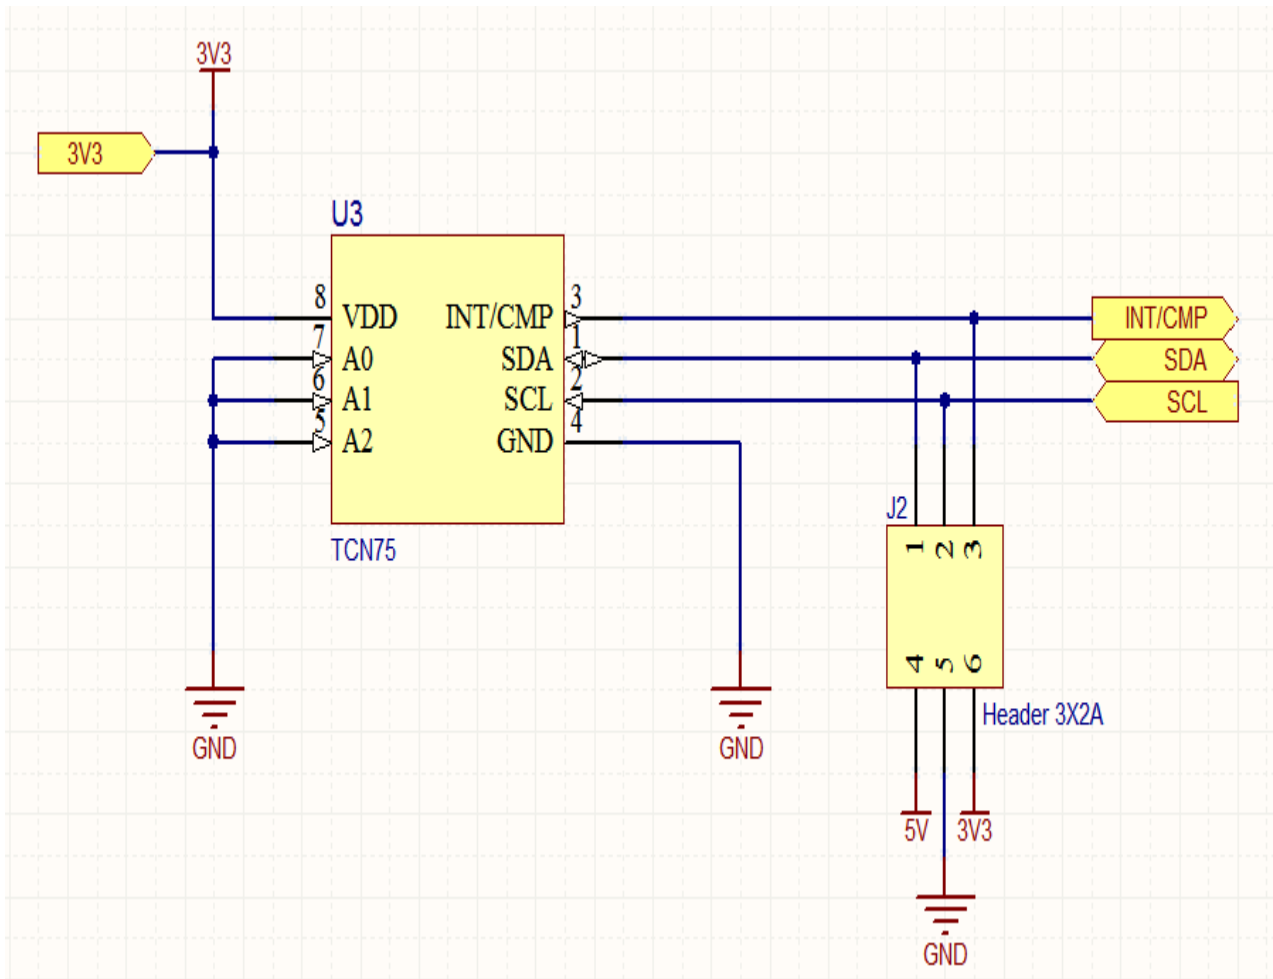 3V3
3V3
U3
8 VDD INT/CMP 3
7 A0 SDA 1
6 A1 SCL 2
5 A2 GND 4
TCN75
INT/CMP
SDA
SCL
J2
1 2 3
4 5 6
Header 3X2A
GND
GND
5V 3V3
GND